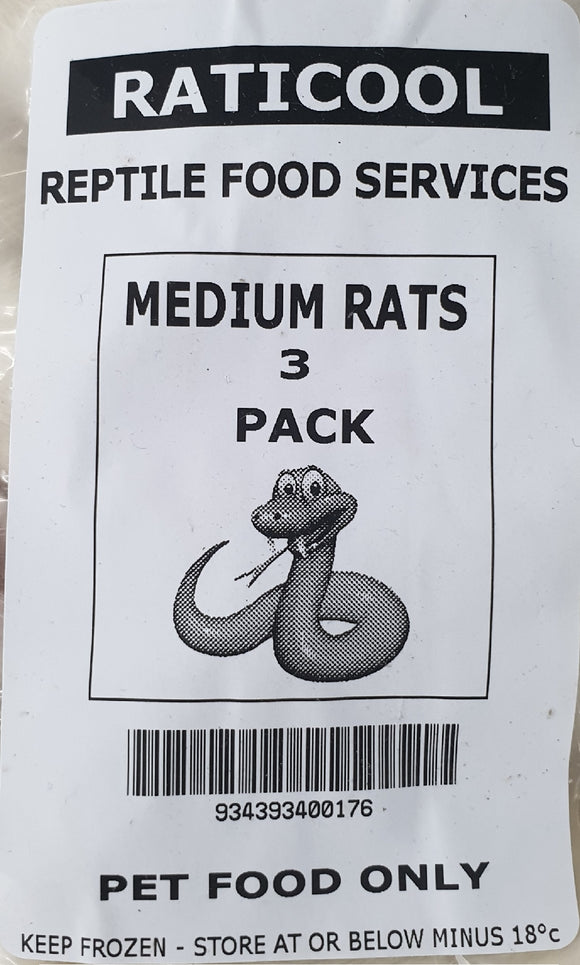 RATICOOL
REPTILE FOOD SERVICES
MEDIUM RATS
3
PACK
934393400176
PET FOOD ONLY
KEEP FROZEN - STORE AT OR BELOW MINUS 18°c